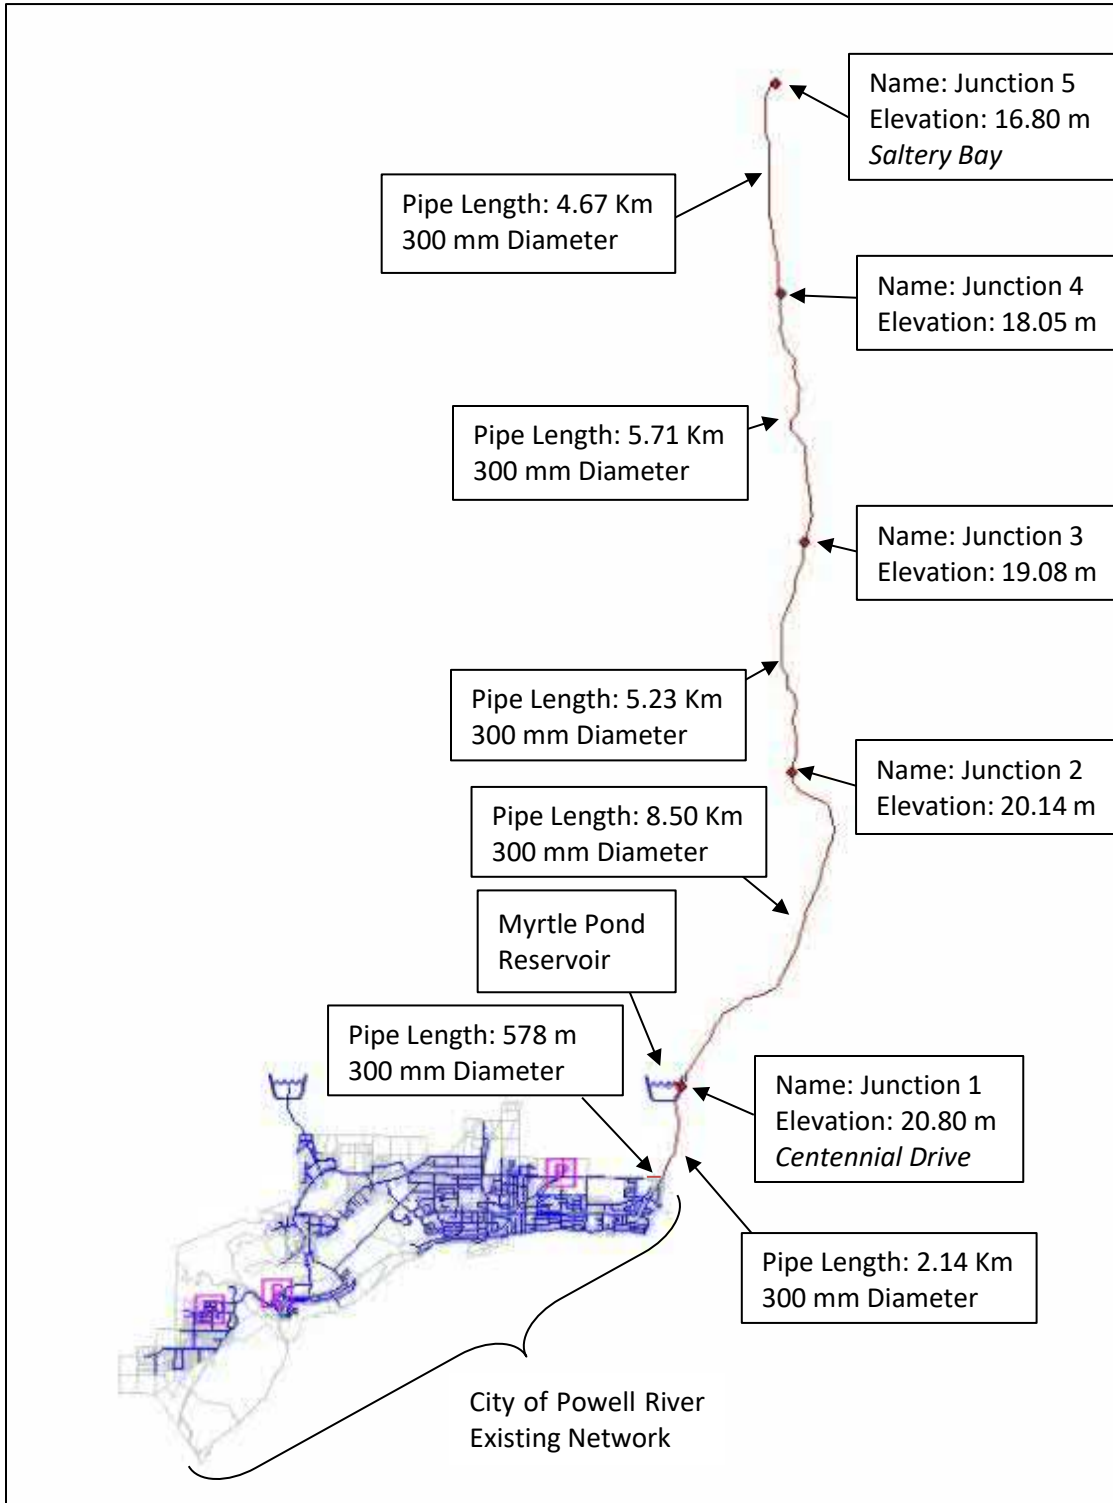 Name: Junction 5
Elevation: 16.80 m
Saltery Bay
Pipe Length: 4.67 Km
300 mm Diameter
Name: Junction 4
Elevation: 18.05 m
Pipe Length: 5.71 Km
300 mm Diameter
Name: Junction 3
Elevation: 19.08 m
Pipe Length: 5.23 Km
300 mm Diameter
Name: Junction 2
Elevation: 20.14 m
Pipe Length: 8.50 Km
300 mm Diameter
Myrtle Pond
Reservoir
Pipe Length: 578 m
300 mm Diameter
Name: Junction 1
Elevation: 20.80 m
Centennial Drive
Pipe Length: 2.14 Km
300 mm Diameter
City of Powell River
Existing Network